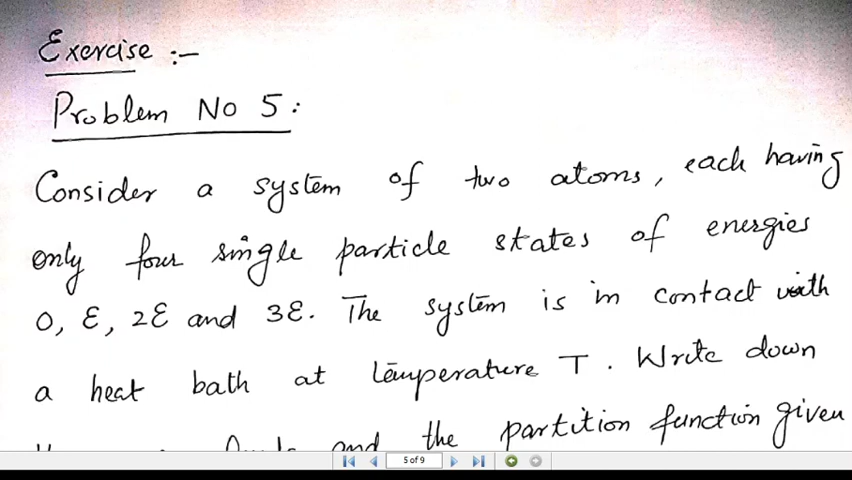 Exercise :-
Problem No 5:
Consider a system of two atoms, each having
only four single particle states of energies
0, ε, 2ε and 3ε. The system is in contact with
a heat bath at temperature T. Write down
and the partition function given
5 of 9